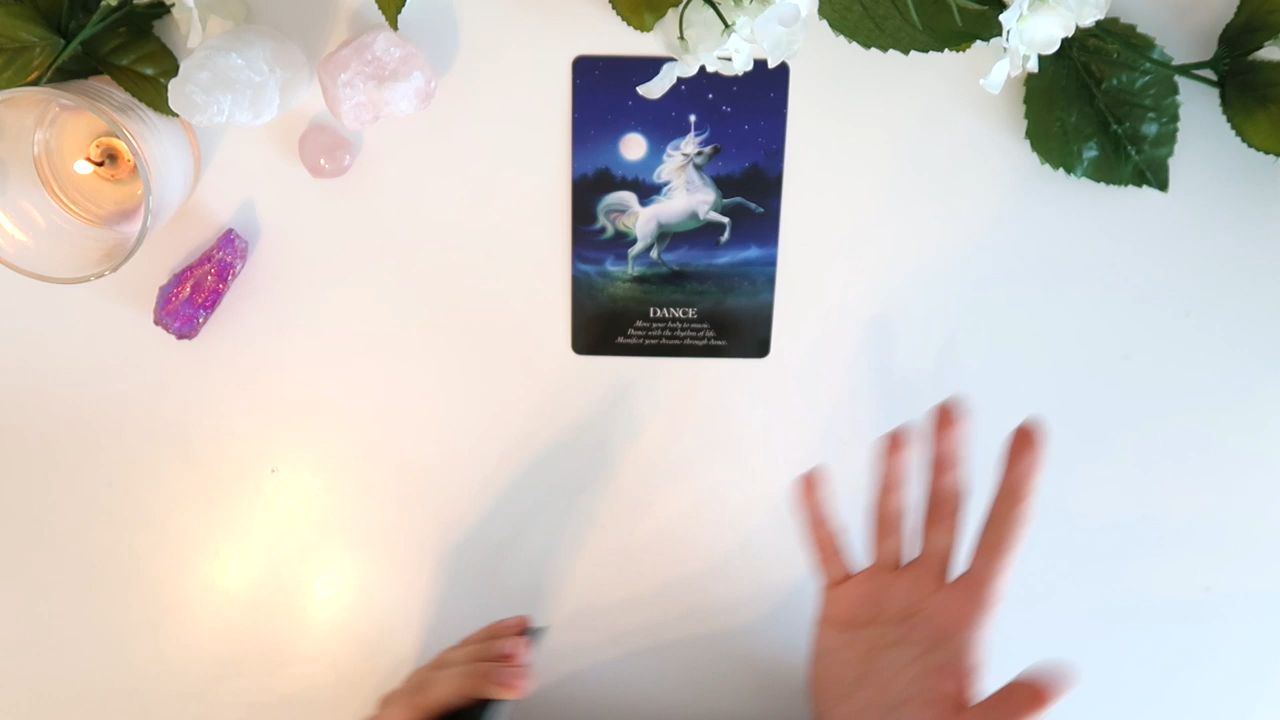 DANCE
Move your body to music.
Dance with the rhythm of life.
Manifest your dreams through dance.